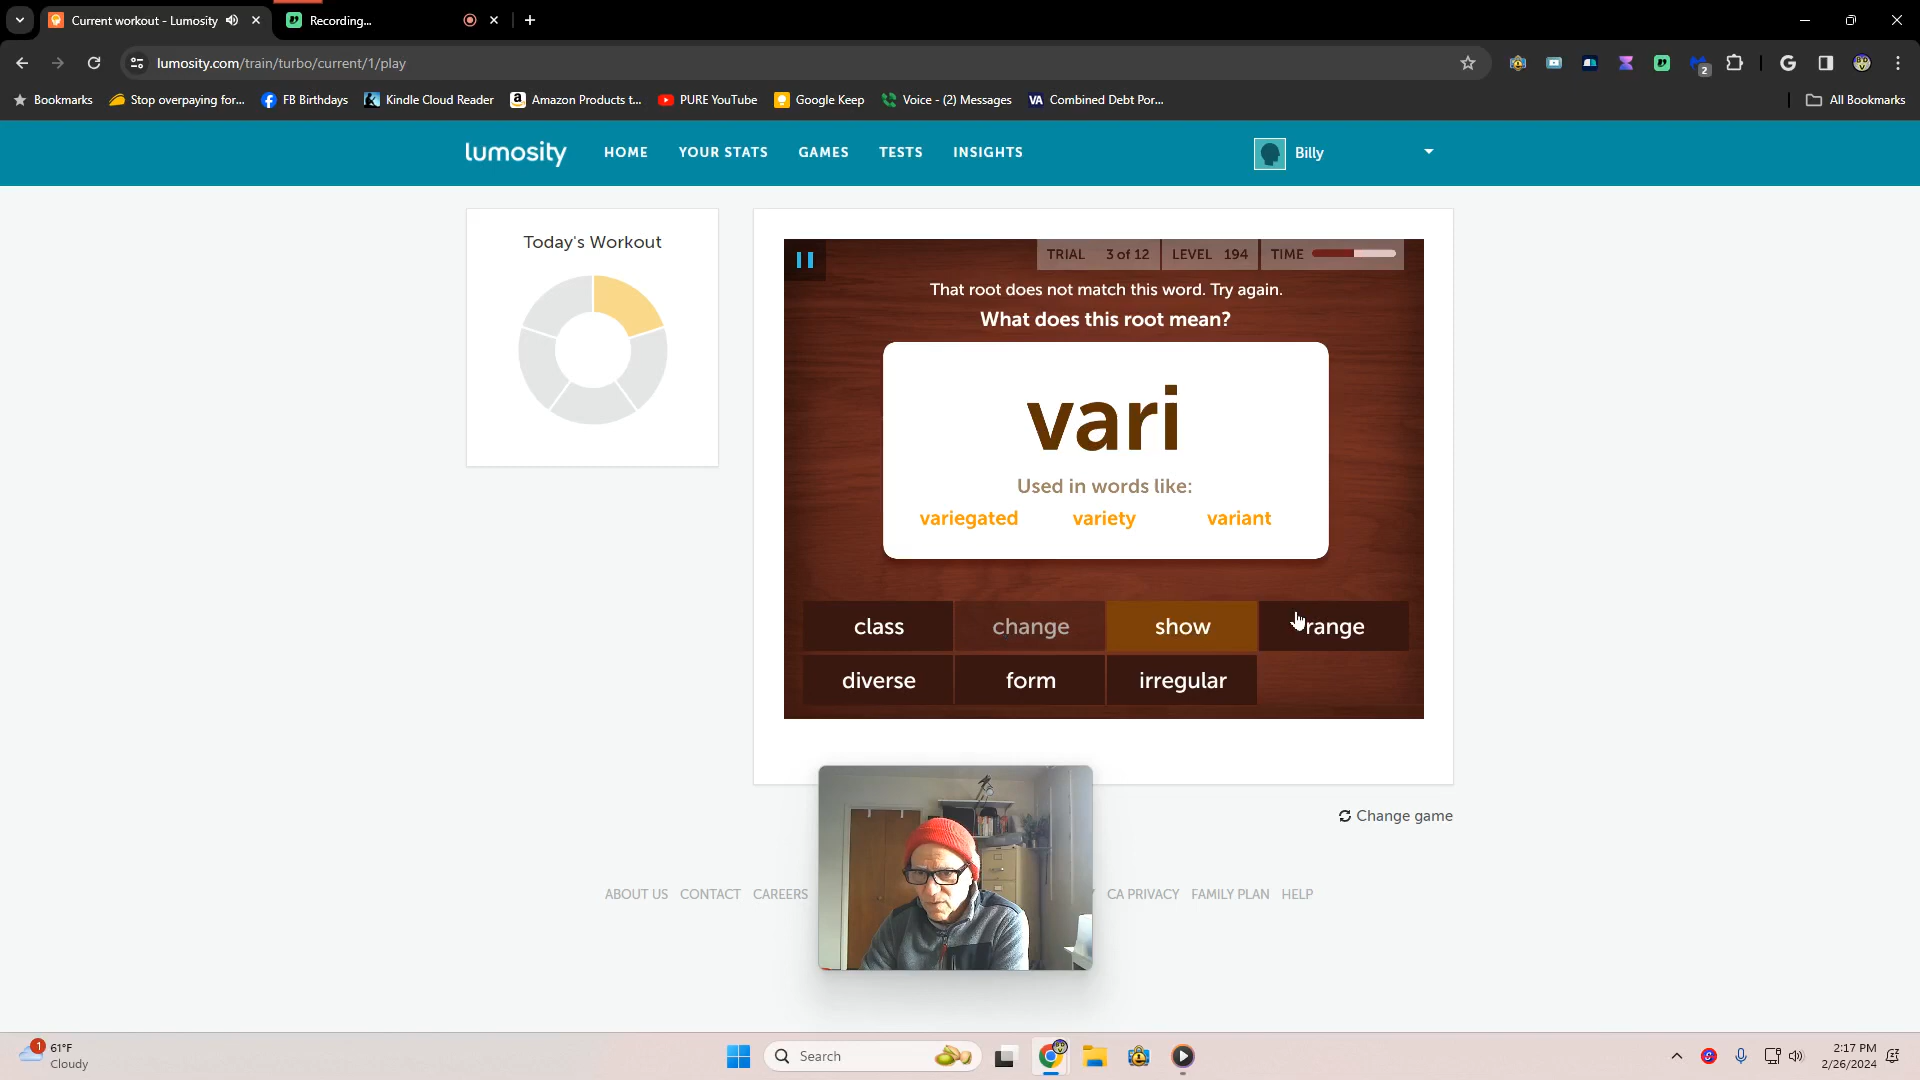 Current workout - Lumosity
Recording...
lumosity.com/train/turbo/current/1/play
2
Bookmarks
Stop overpaying for...
FB Birthdays
Kindle Cloud Reader
Amazon Products t...
PURE YouTube
Google Keep
Voice - (2) Messages
VA Combined Debt Por...
All Bookmarks
lumosity
HOME
YOUR STATS
GAMES
TESTS
INSIGHTS
Billy
Today's Workout
TRIAL 3 of 12
LEVEL 194
TIME
That root does not match this word. Try again.
What does this root mean?
vari
Used in words like:
variegated variety variant
class change show range
diverse form irregular
Change game
ABOUT US CONTACT CAREERS CA PRIVACY FAMILY PLAN HELP
1
61°F
Cloudy
Search
2:17 PM
2/26/2024